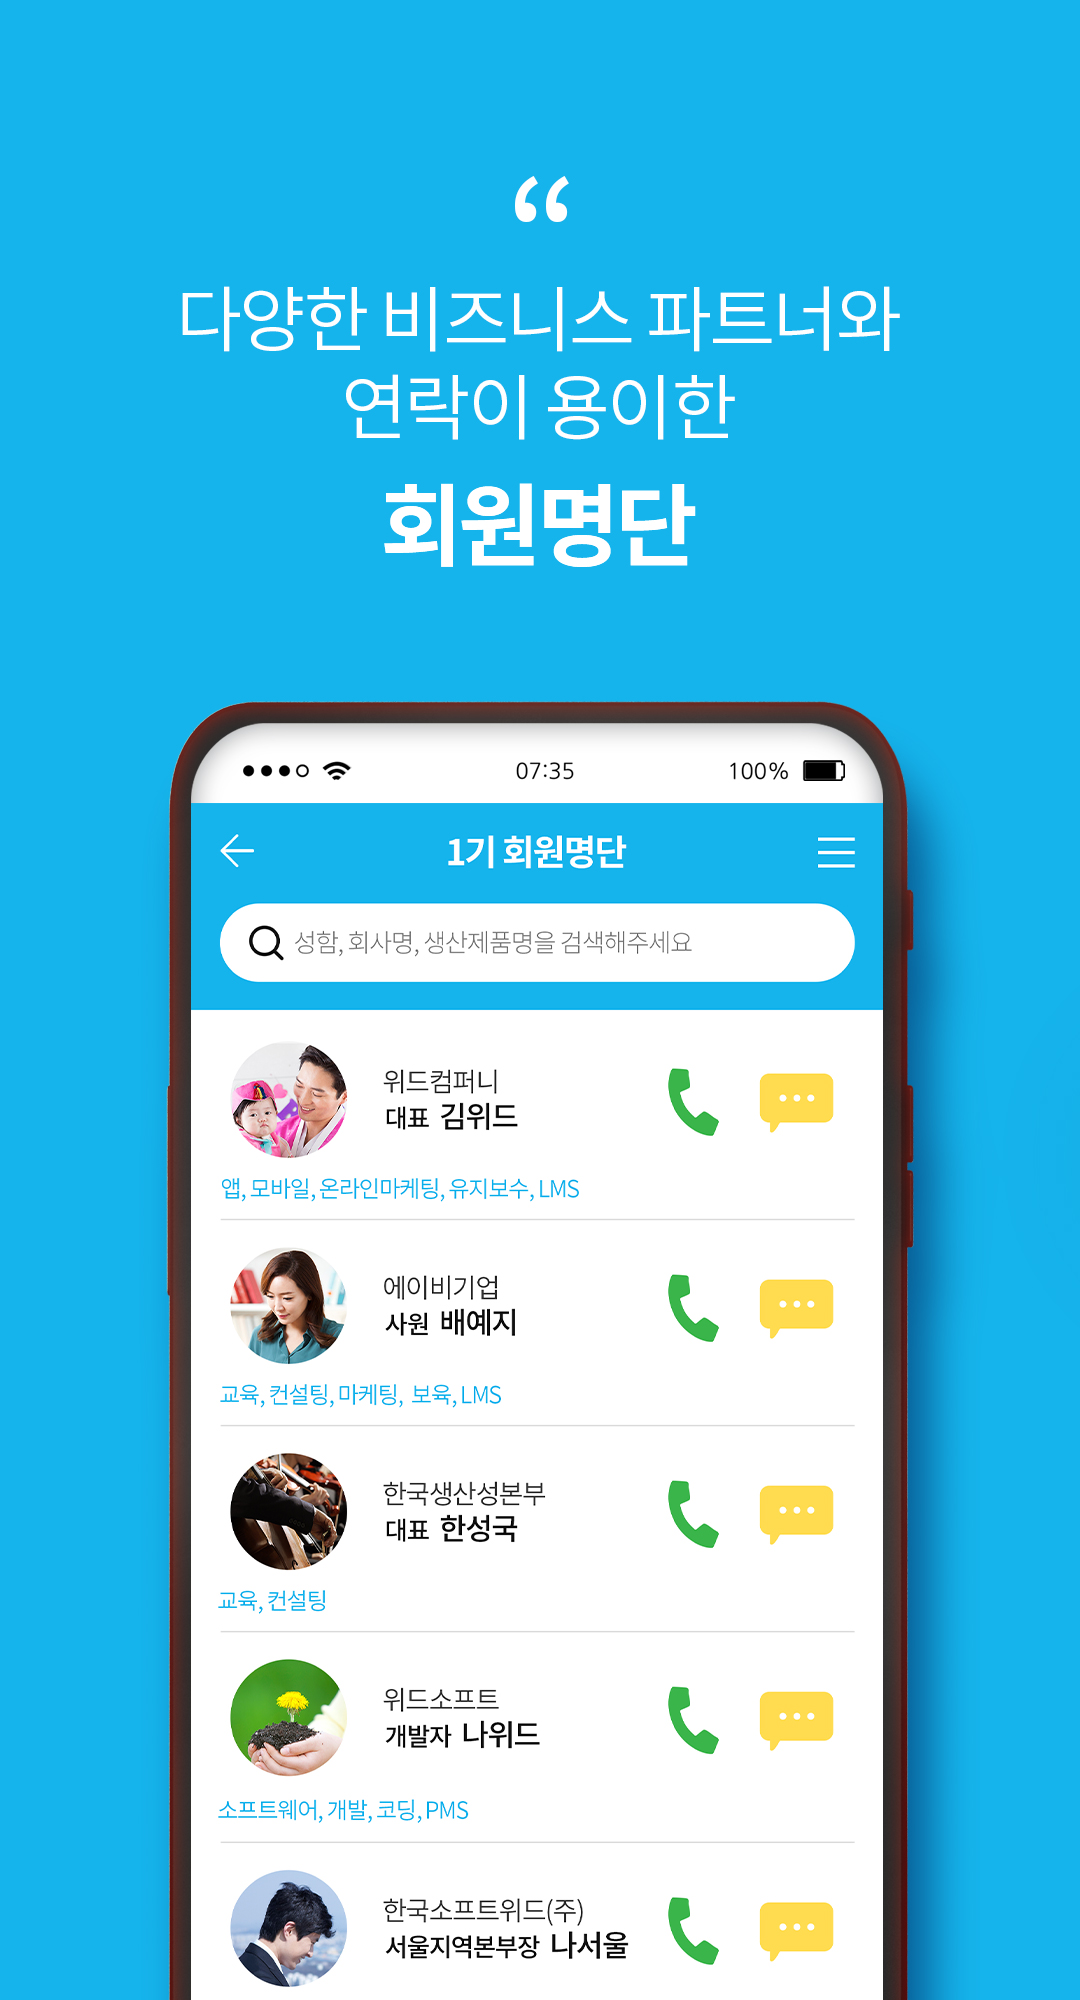 “
다양한 비즈니스 파트너와
연락이 용이한
회원명단
07:35
100%
1기 회원명단
성함, 회사명, 생산제품명을 검색해주세요
위드컴퍼니
대표 김위드
앱, 모바일, 온라인마케팅, 유지보수, LMS
에이비기업
사원 배예지
교육, 컨설팅, 마케팅, 보육, LMS
한국생산성본부
대표 한성국
교육, 컨설팅
위드소프트
개발자 나위드
소프트웨어, 개발, 코딩, PMS
한국소프트위드(주)
서울지역본부장 나서울